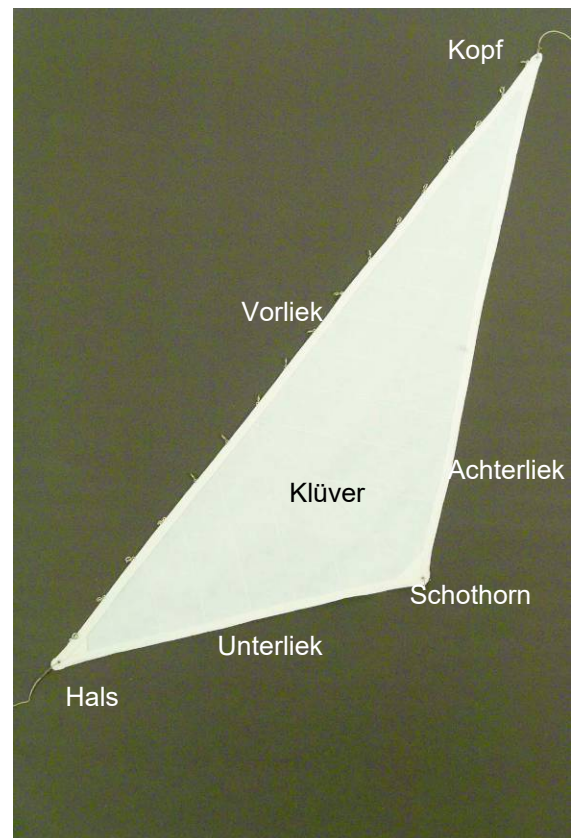 Kopf
Vorliek
Achterliek
Klüver
Schothorn
Unterliek
Hals